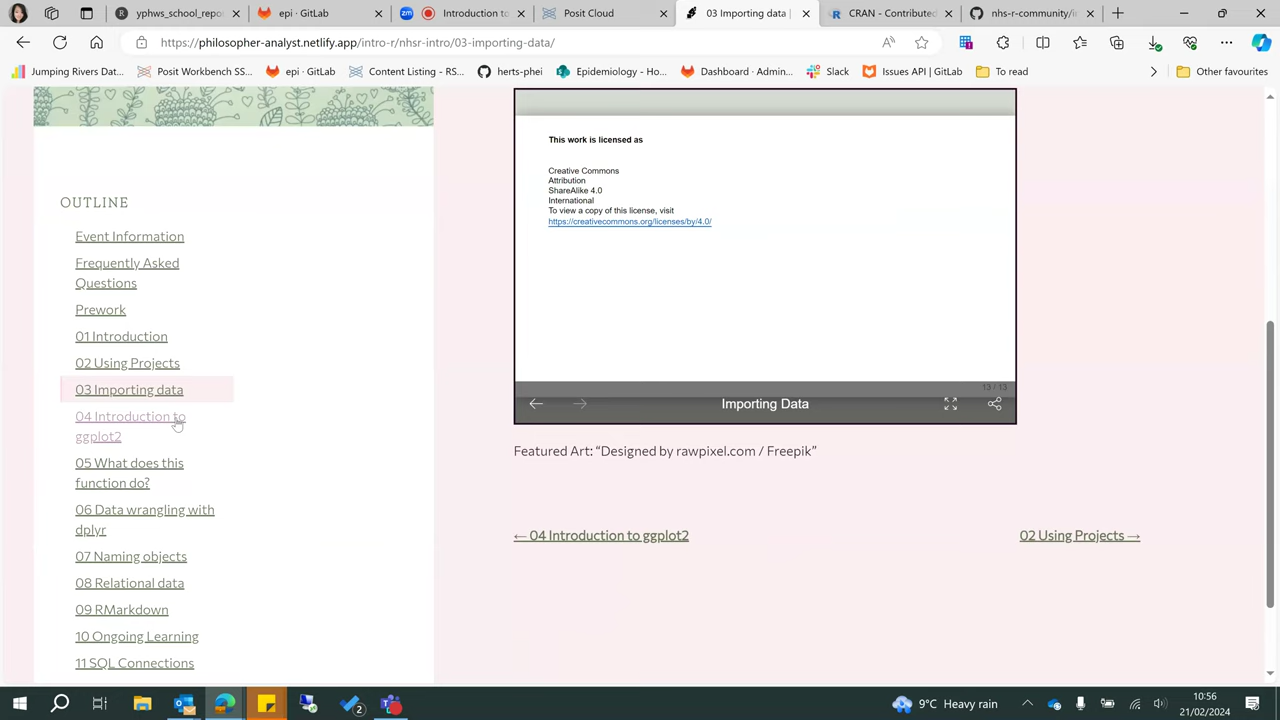 yphws_school_repo
epi · GitLab
zm
Introduction to
Posit Cloud
03 Importing data |
CRAN - Contributed
nhs-r-community/i
https://philosopher-analyst.netlify.app/intro-r/nhsr-intro/03-importing-data/
Jumping Rivers Dat...
Posit Workbench SS...
epi · GitLab
Content Listing - RS...
herts-phei
Epidemiology - Ho...
Dashboard · Admin...
Slack
Issues API | GitLab
To read
Other favourites
OUTLINE
Event Information
Frequently Asked
Questions
Prework
01 Introduction
02 Using Projects
03 Importing data
04 Introduction to
ggplot2
05 What does this
function do?
06 Data wrangling with
dplyr
07 Naming objects
08 Relational data
09 RMarkdown
10 Ongoing Learning
11 SQL Connections
This work is licensed as
Creative Commons
Attribution
ShareAlike 4.0
International
To view a copy of this license, visit
https://creativecommons.org/licenses/by/4.0/
13 / 13
Importing Data
Featured Art: “Designed by rawpixel.com / Freepik”
← 04 Introduction to ggplot2
02 Using Projects →
2
9°C Heavy rain
10:56
21/02/2024